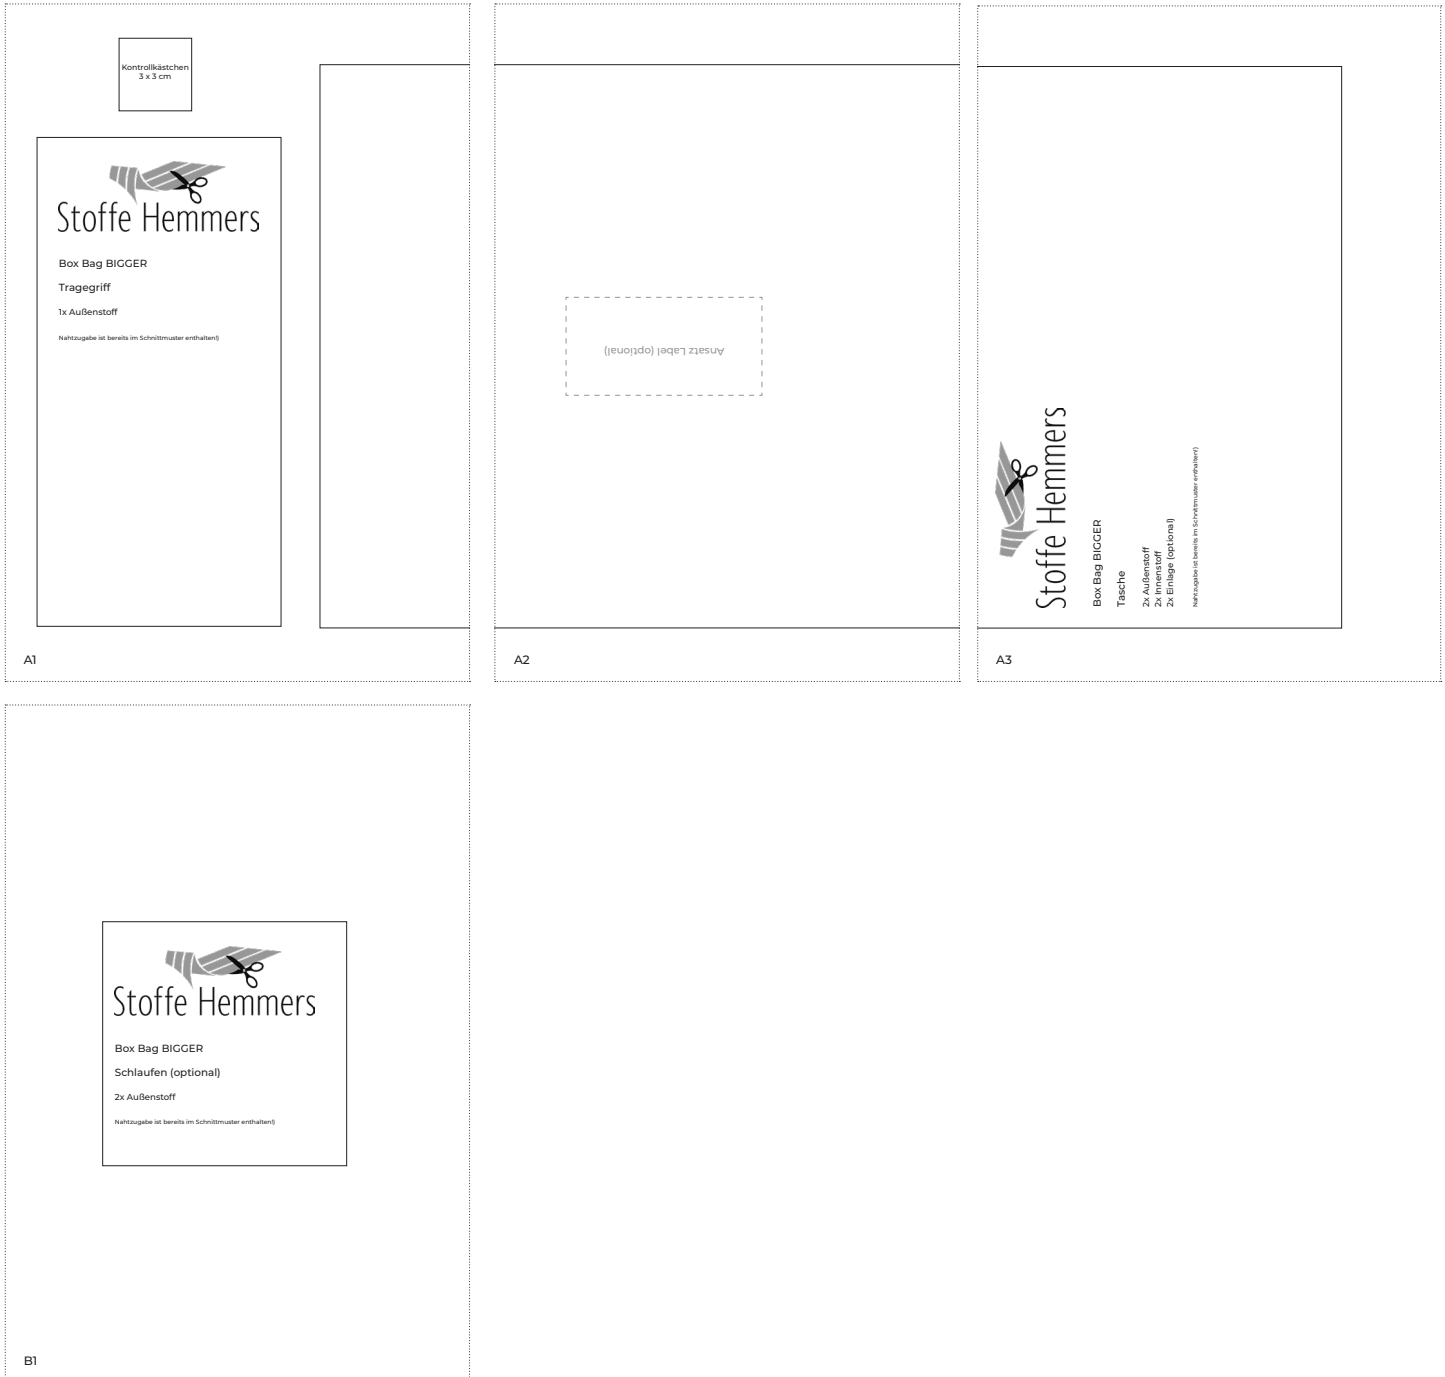 Kontrollkästchen
3 x 3 cm
Stoffe Hemmers
Box Bag BIGGER
Tragegriff
1x Außenstoff
Nahtzugabe ist bereits im Schnittmuster enthalten!)
A1
Ansatz Label (optional)
A2
Stoffe Hemmers
Box Bag BIGGER
Tasche
2x Außenstoff
2x Innenstoff
2x Einlage (optional)
Nahtzugabe ist bereits im Schnittmuster enthalten!)
A3
Stoffe Hemmers
Box Bag BIGGER
Schlaufen (optional)
2x Außenstoff
Nahtzugabe ist bereits im Schnittmuster enthalten!)
B1